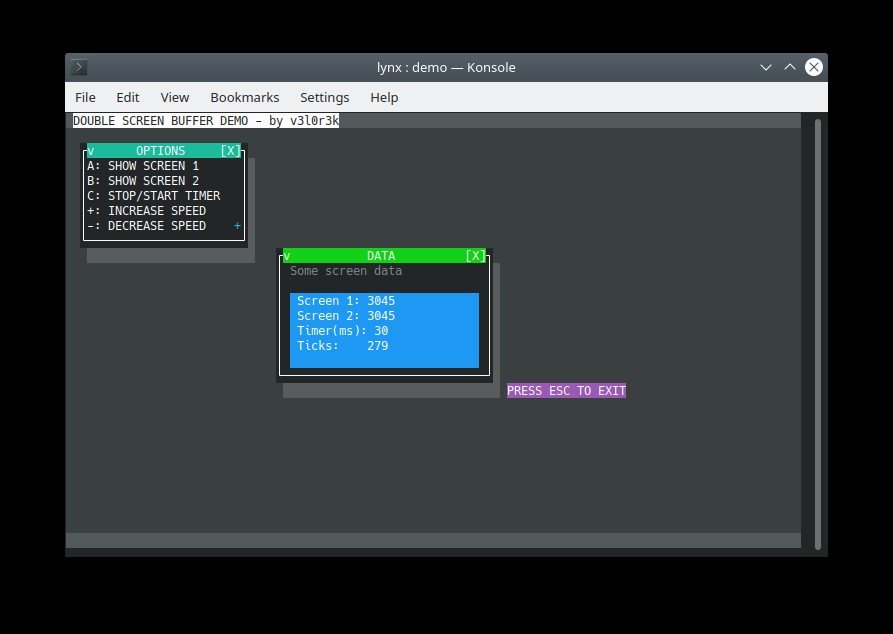 lynx : demo — Konsole
File Edit View Bookmarks Settings Help
DOUBLE SCREEN BUFFER DEMO - by v3l0r3k
v OPTIONS [X]
A: SHOW SCREEN 1
B: SHOW SCREEN 2
C: STOP/START TIMER
+: INCREASE SPEED
-: DECREASE SPEED +
v DATA [X]
Some screen data
Screen 1: 3045
Screen 2: 3045
Timer(ms): 30
Ticks: 279
PRESS ESC TO EXIT